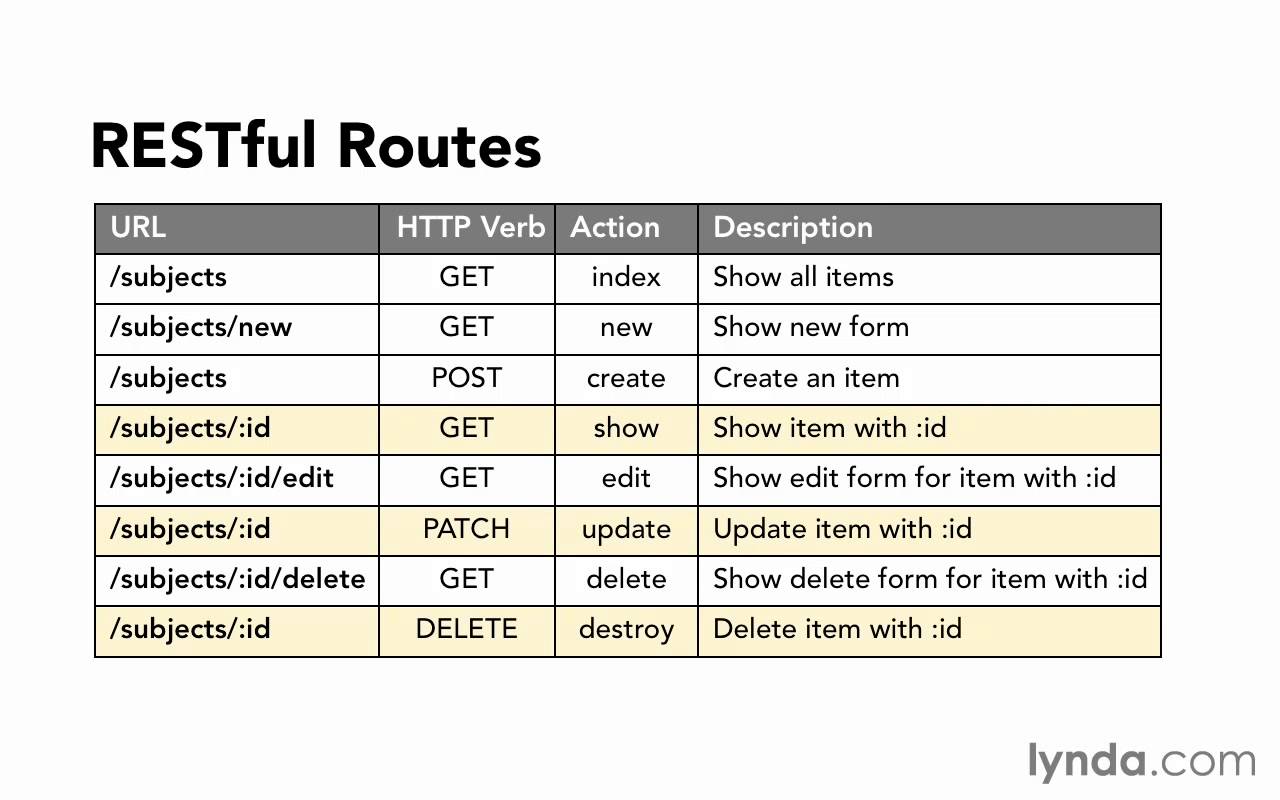 RESTful Routes
URL HTTP Verb Action Description
/subjects GET index Show all items
/subjects/new GET new Show new form
/subjects POST create Create an item
/subjects/:id GET show Show item with :id
/subjects/:id/edit GET edit Show edit form for item with :id
/subjects/:id PATCH update Update item with :id
/subjects/:id/delete GET delete Show delete form for item with :id
/subjects/:id DELETE destroy Delete item with :id
lynda.com